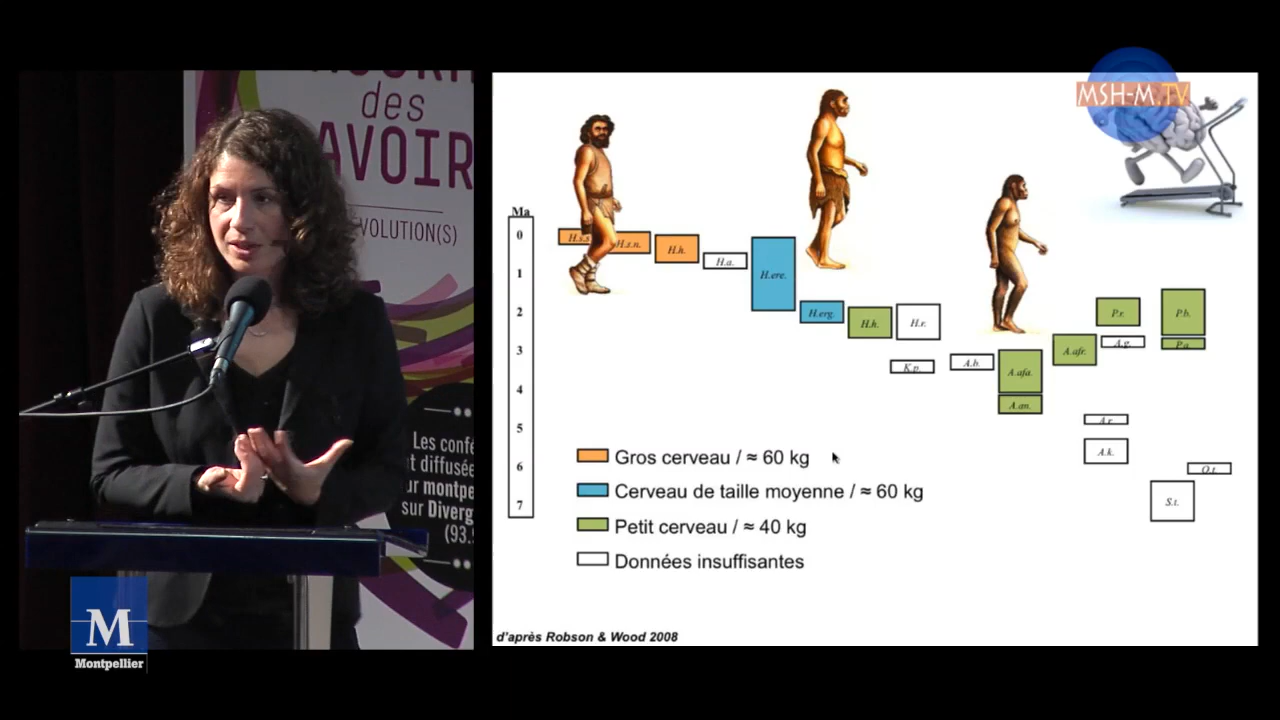 des
AVOIR
VOLUTION(S)
Les confé
t diffusée
ur montpe
sur Diverg
(93.9
M
Montpellier
MSH-M.TV
Ma
0
1
2
3
4
5
6
7
H.s.s.
H.s.n.
H.h.
H.a.
H.ere.
H.erg.
H.h.
H.r.
K.p.
A.b.
A.afa.
A.an.
A.afr.
P.r.
A.g.
P.b.
P.a.
A.r.
A.k.
O.t.
S.t.
Gros cerveau / ≈ 60 kg
Cerveau de taille moyenne / ≈ 60 kg
Petit cerveau / ≈ 40 kg
Données insuffisantes
d'après Robson & Wood 2008